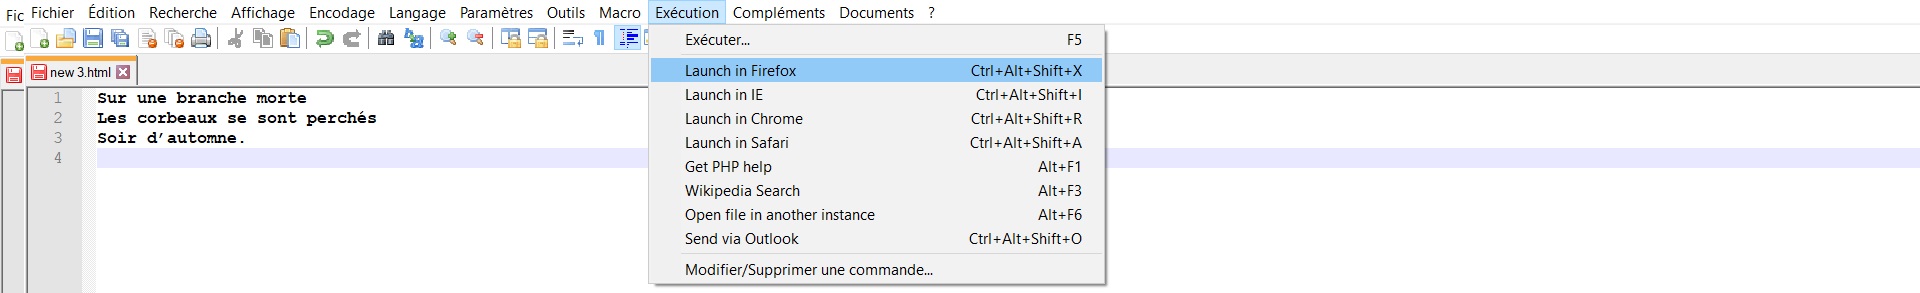 Fic Fichier Édition Recherche Affichage Encodage Langage Paramètres Outils Macro Exécution Compléments Documents ?
new 3.html
1 Sur une branche morte
2 Les corbeaux se sont perchés
3 Soir d’automne.
4
Exécuter... F5
Launch in Firefox Ctrl+Alt+Shift+X
Launch in IE Ctrl+Alt+Shift+I
Launch in Chrome Ctrl+Alt+Shift+R
Launch in Safari Ctrl+Alt+Shift+A
Get PHP help Alt+F1
Wikipedia Search Alt+F3
Open file in another instance Alt+F6
Send via Outlook Ctrl+Alt+Shift+O
Modifier/Supprimer une commande...